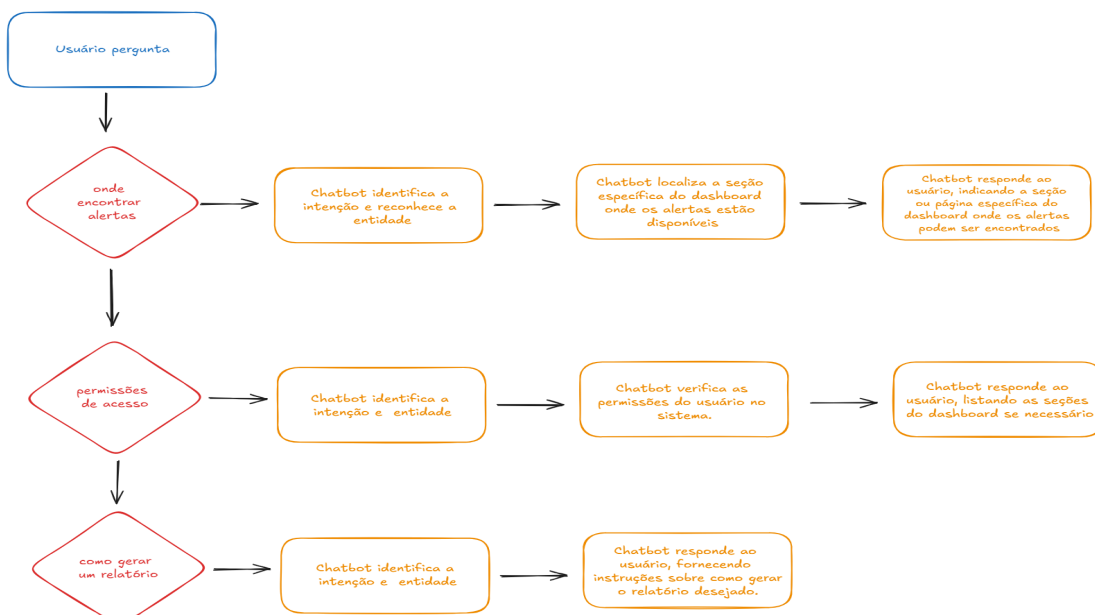 Usuário pergunta
onde
encontrar
alertas
Chatbot identifica a
intenção e reconhece a
entidade
Chatbot localiza a seção
específica do dashboard
onde os alertas estão
disponíveis
Chatbot responde ao
usuário, indicando a seção
ou página específica do
dashboard onde os alertas
podem ser encontrados
permissões
de acesso
Chatbot identifica a
intenção e entidade
Chatbot verifica as
permissões do usuário no
sistema.
Chatbot responde ao
usuário, listando as seções
do dashboard se necessário
como gerar
um relatório
Chatbot identifica a
intenção e entidade
Chatbot responde ao
usuário, fornecendo
instruções sobre como gerar
o relatório desejado.